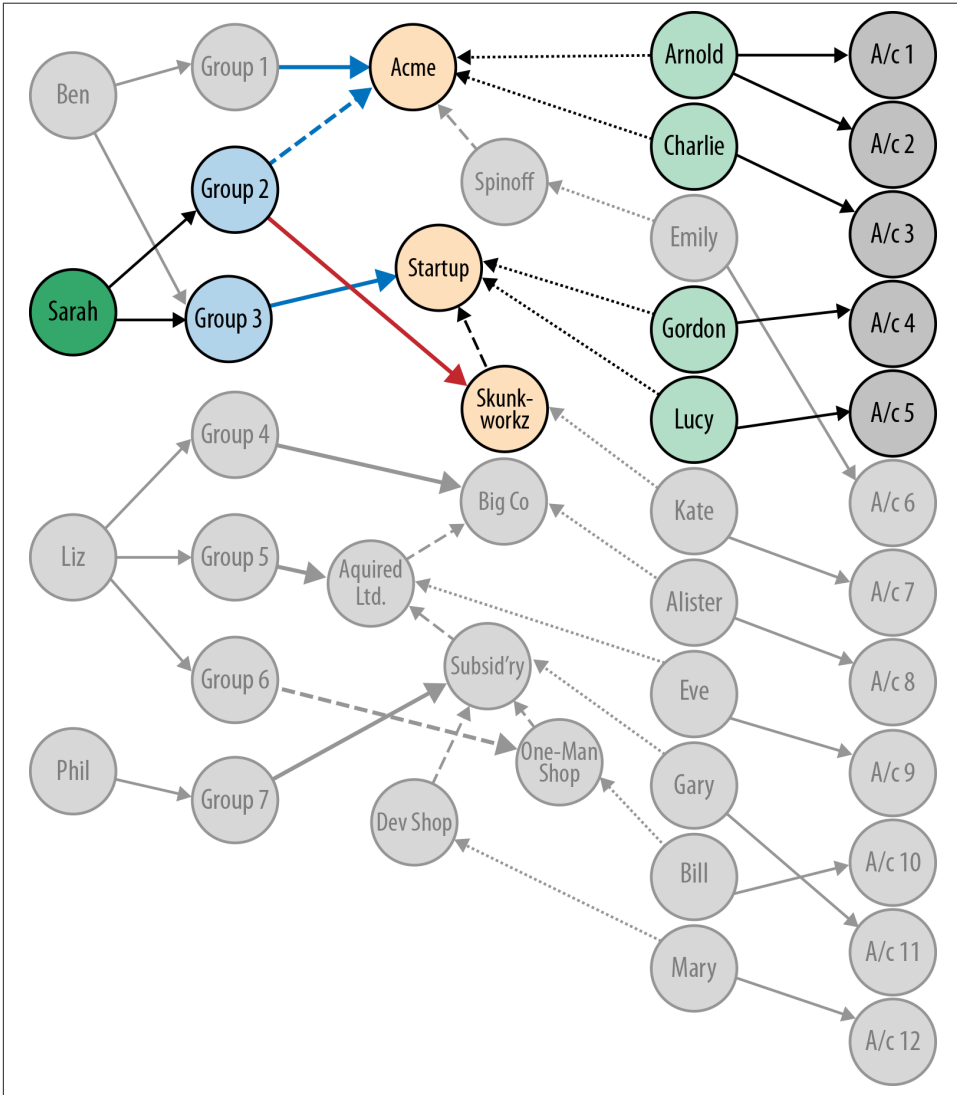 Ben
Group 1
Acme
Arnold
A/c 1
A/c 2
Charlie
Group 2
Spinoff
A/c 3
Emily
Startup
Sarah
Group 3
Gordon
A/c 4
Skunk-
workz
Lucy
A/c 5
Group 4
Big Co
Kate
A/c 6
Liz
Group 5
Aquired
Ltd.
Alister
A/c 7
Group 6
Subsid'ry
Eve
A/c 8
Phil
Group 7
One-Man
Shop
Gary
A/c 9
Dev Shop
Bill
A/c 10
Mary
A/c 11
A/c 12